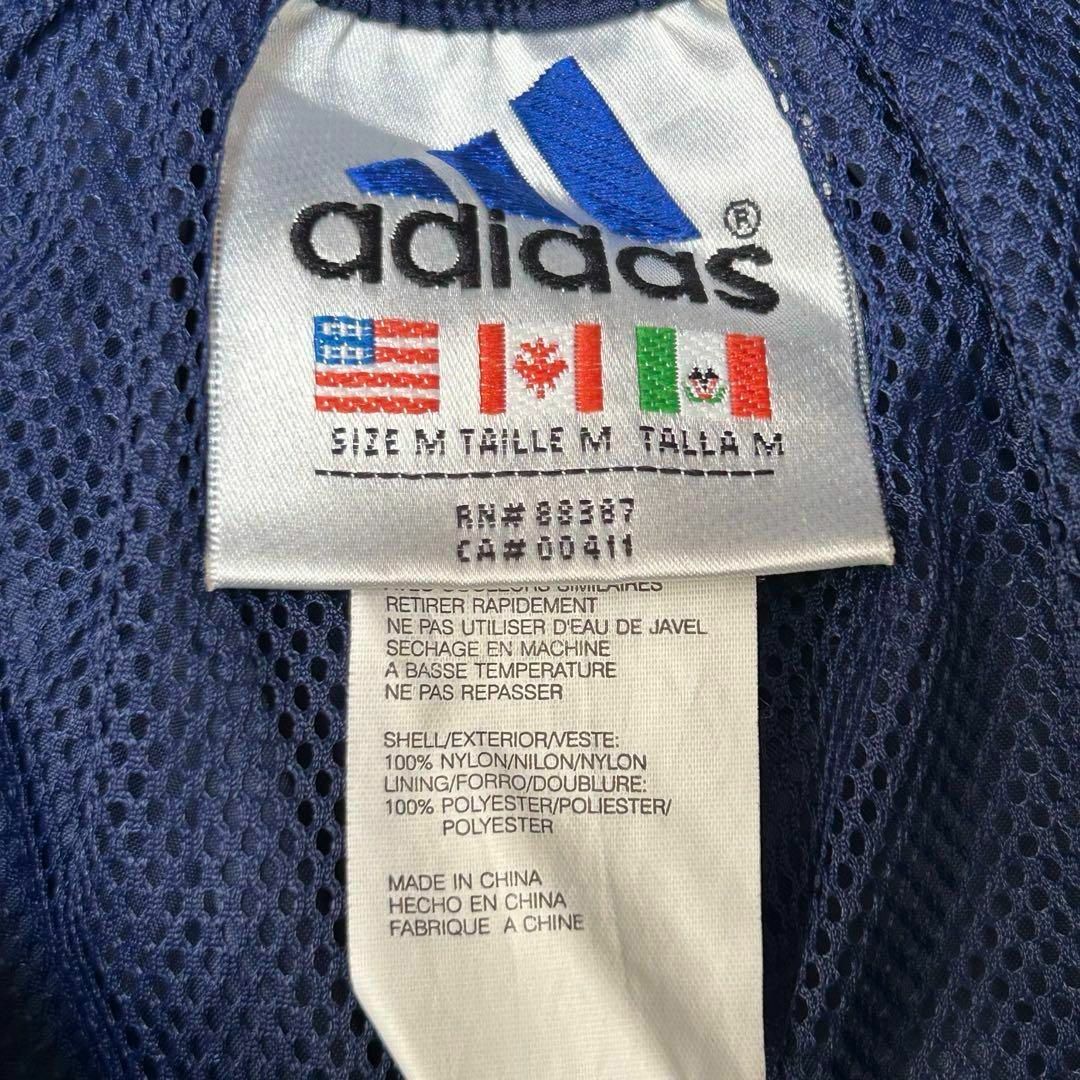 adidas®
SIZE M TAILLE M TALLA M
RN# 88387
CA# 00411
SIMILAIRES
RETIRER RAPIDEMENT
NE PAS UTILISER D'EAU DE JAVEL
SECHAGE EN MACHINE
A BASSE TEMPERATURE
NE PAS REPASSER
SHELL/EXTERIOR/VESTE:
100% NYLON/NILON/NYLON
LINING/FORRO/DOUBLURE:
100% POLYESTER/POLIESTER/
POLYESTER
MADE IN CHINA
HECHO EN CHINA
FABRIQUE A CHINE